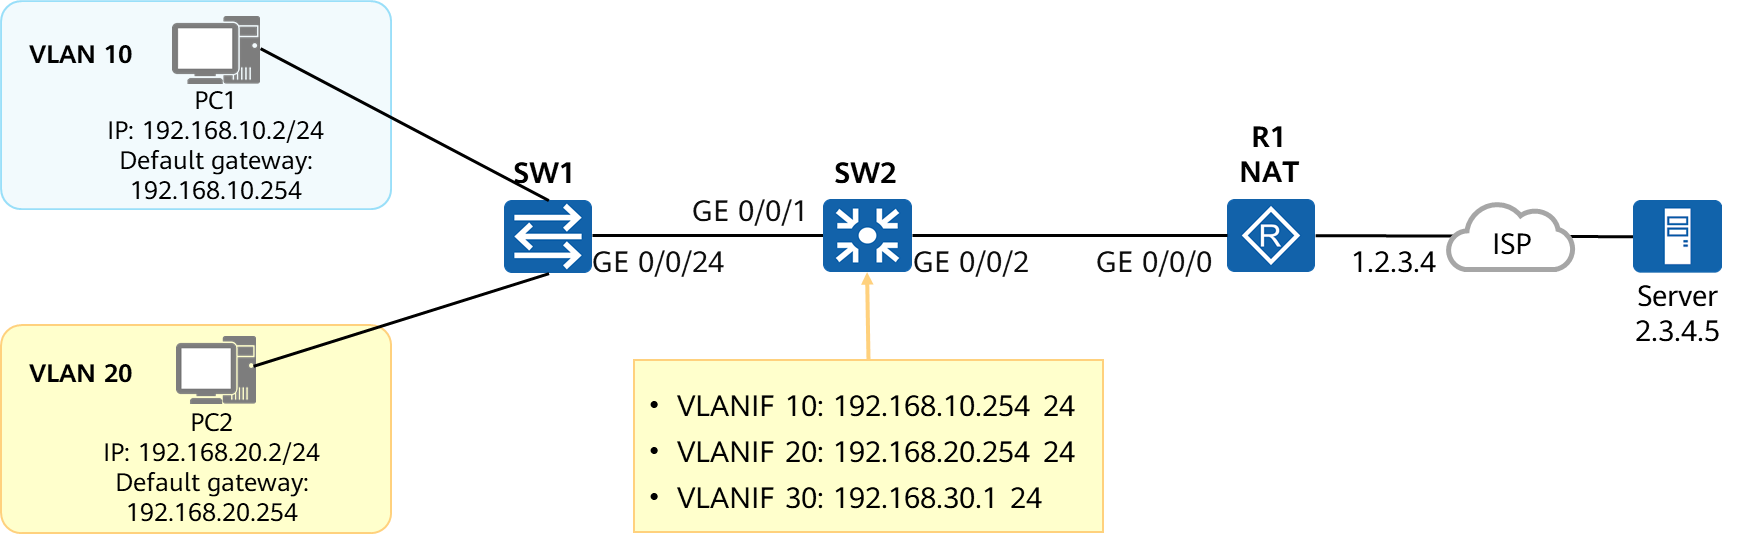 VLAN 10
PC1
IP: 192.168.10.2/24
Default gateway:
192.168.10.254
VLAN 20
PC2
IP: 192.168.20.2/24
Default gateway:
192.168.20.254
SW1
GE 0/0/24
GE 0/0/1
SW2
GE 0/0/2
• VLANIF 10: 192.168.10.254 24
• VLANIF 20: 192.168.20.254 24
• VLANIF 30: 192.168.30.1 24
R1
NAT
GE 0/0/0
R
1.2.3.4
ISP
Server
2.3.4.5